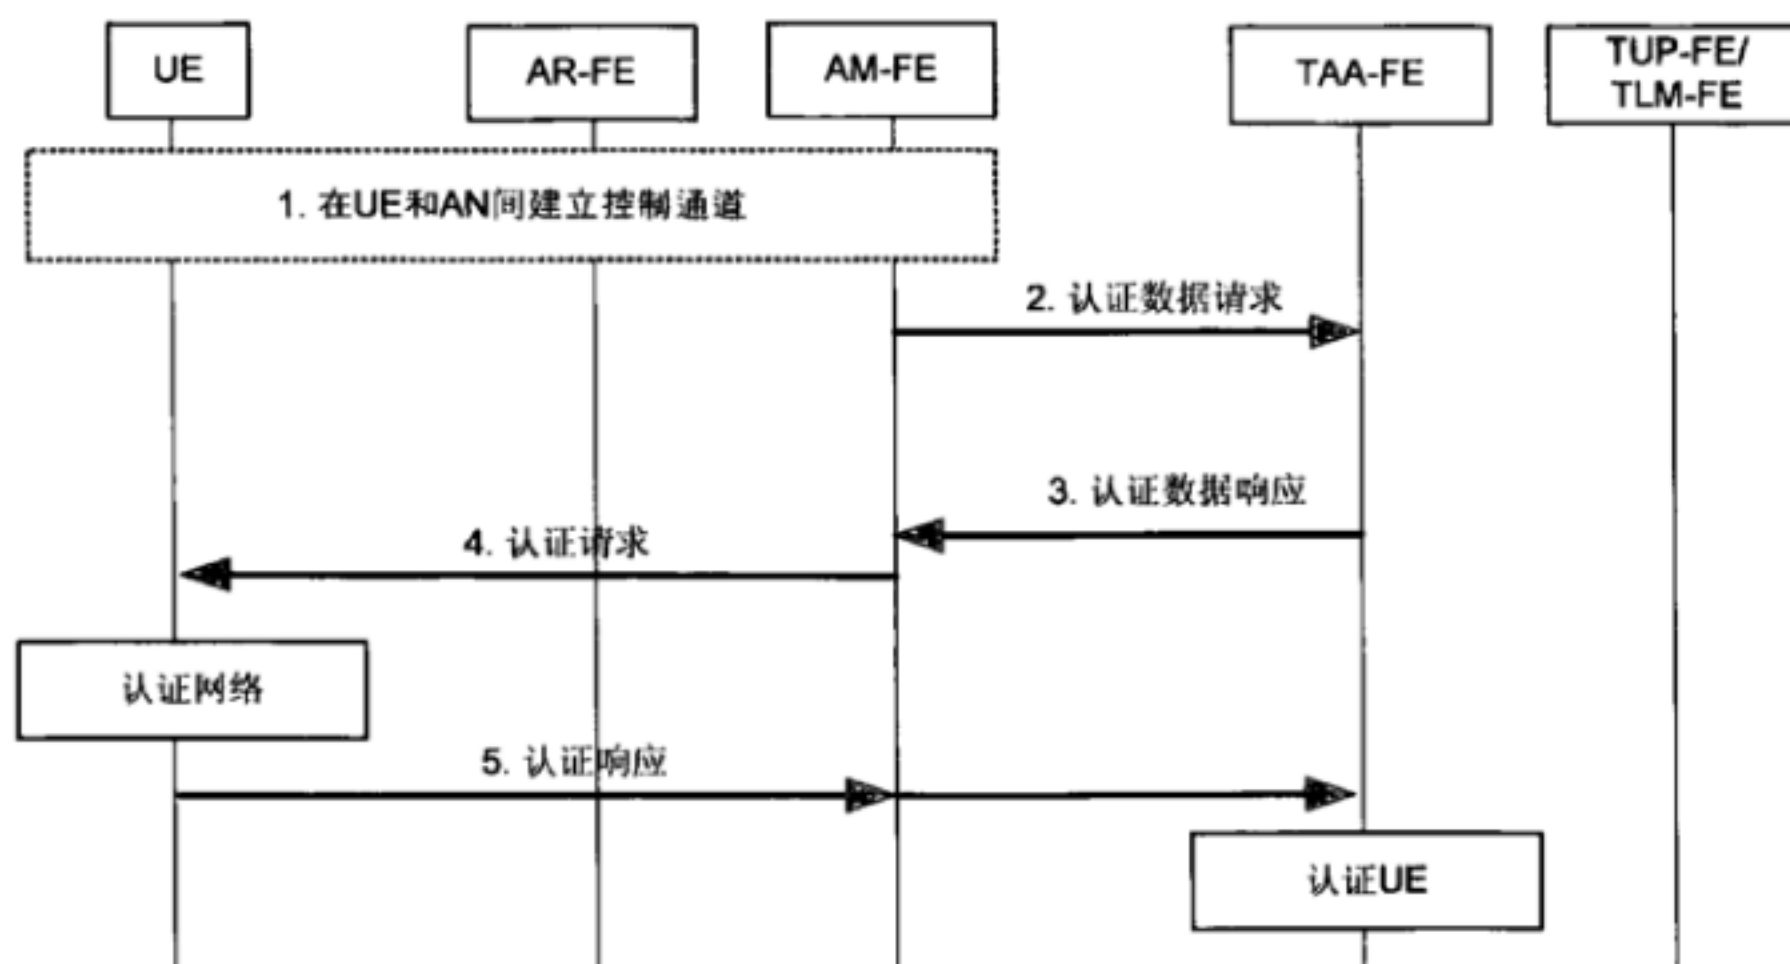 UE
AR-FE
AM-FE
TAA-FE
TUP-FE/
TLM-FE
1. 在UE和AN间建立控制通道
2. 认证数据请求
3. 认证数据响应
4. 认证请求
认证网络
5. 认证响应
认证UE